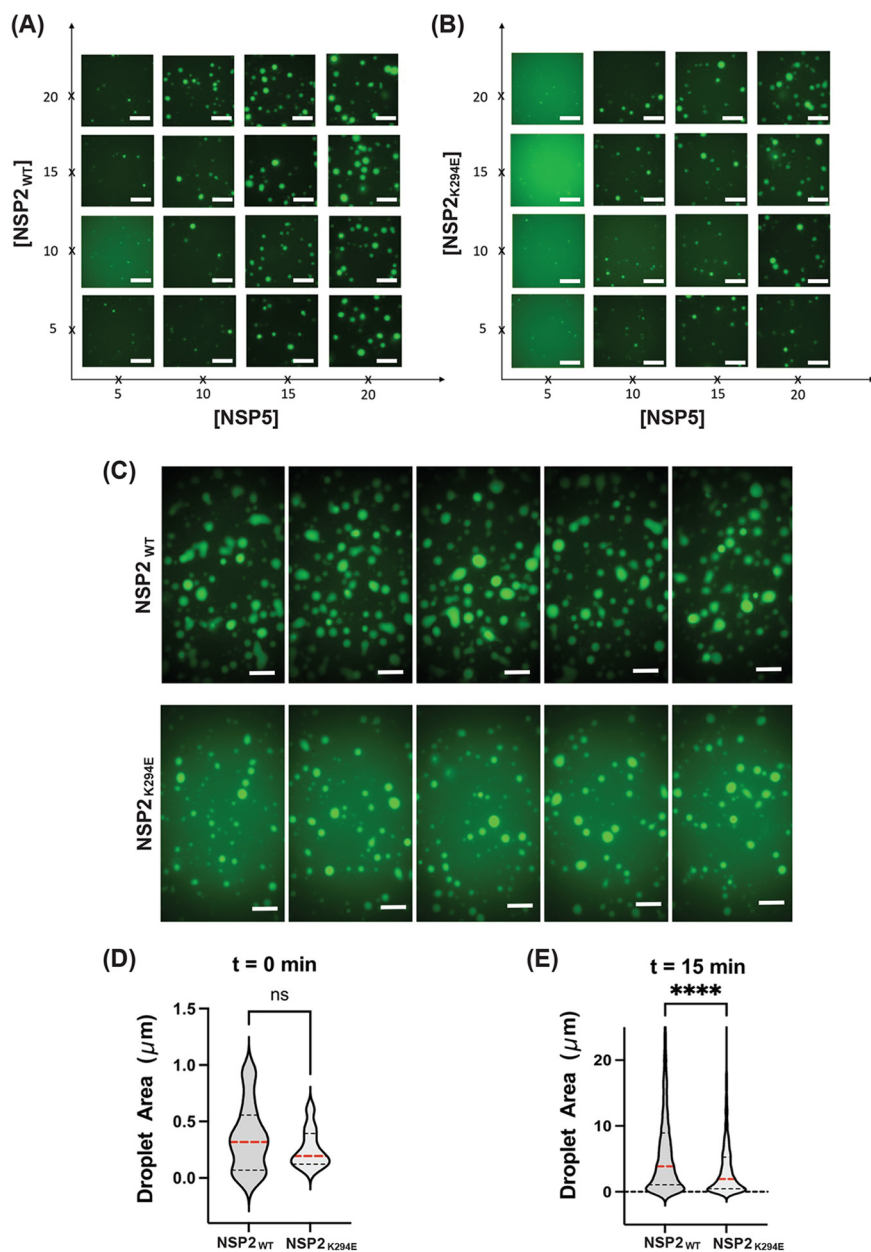 (A)
[NSP2WT]
20
15
10
5
5 10 15 20
[NSP5]
(B)
[NSP2K294E]
20
15
10
5
5 10 15 20
[NSP5]
(C)
NSP2 WT
NSP2K294E
(D)
t = 0 min
ns
Droplet Area (μm)
1.5
1.0
0.5
0.0
NSP2WT NSP2K294E
(E)
t = 15 min
****
Droplet Area (μm)
20
10
0
NSP2WT NSP2K294E